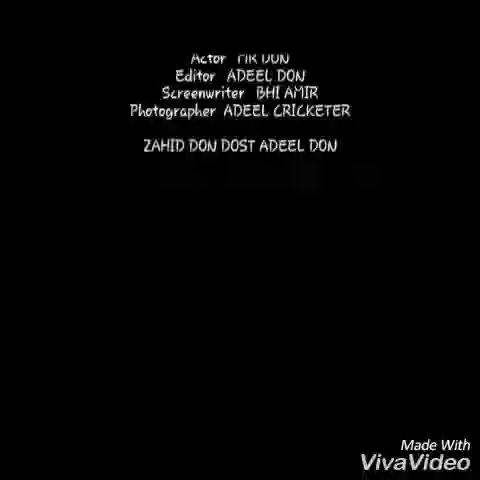 Actor
Editor ADEEL DON
Screenwriter BHI AMIR
Photographer ADEEL CRICKETER
ZAHID DON DOST ADEEL DON
Made With
VivaVideo